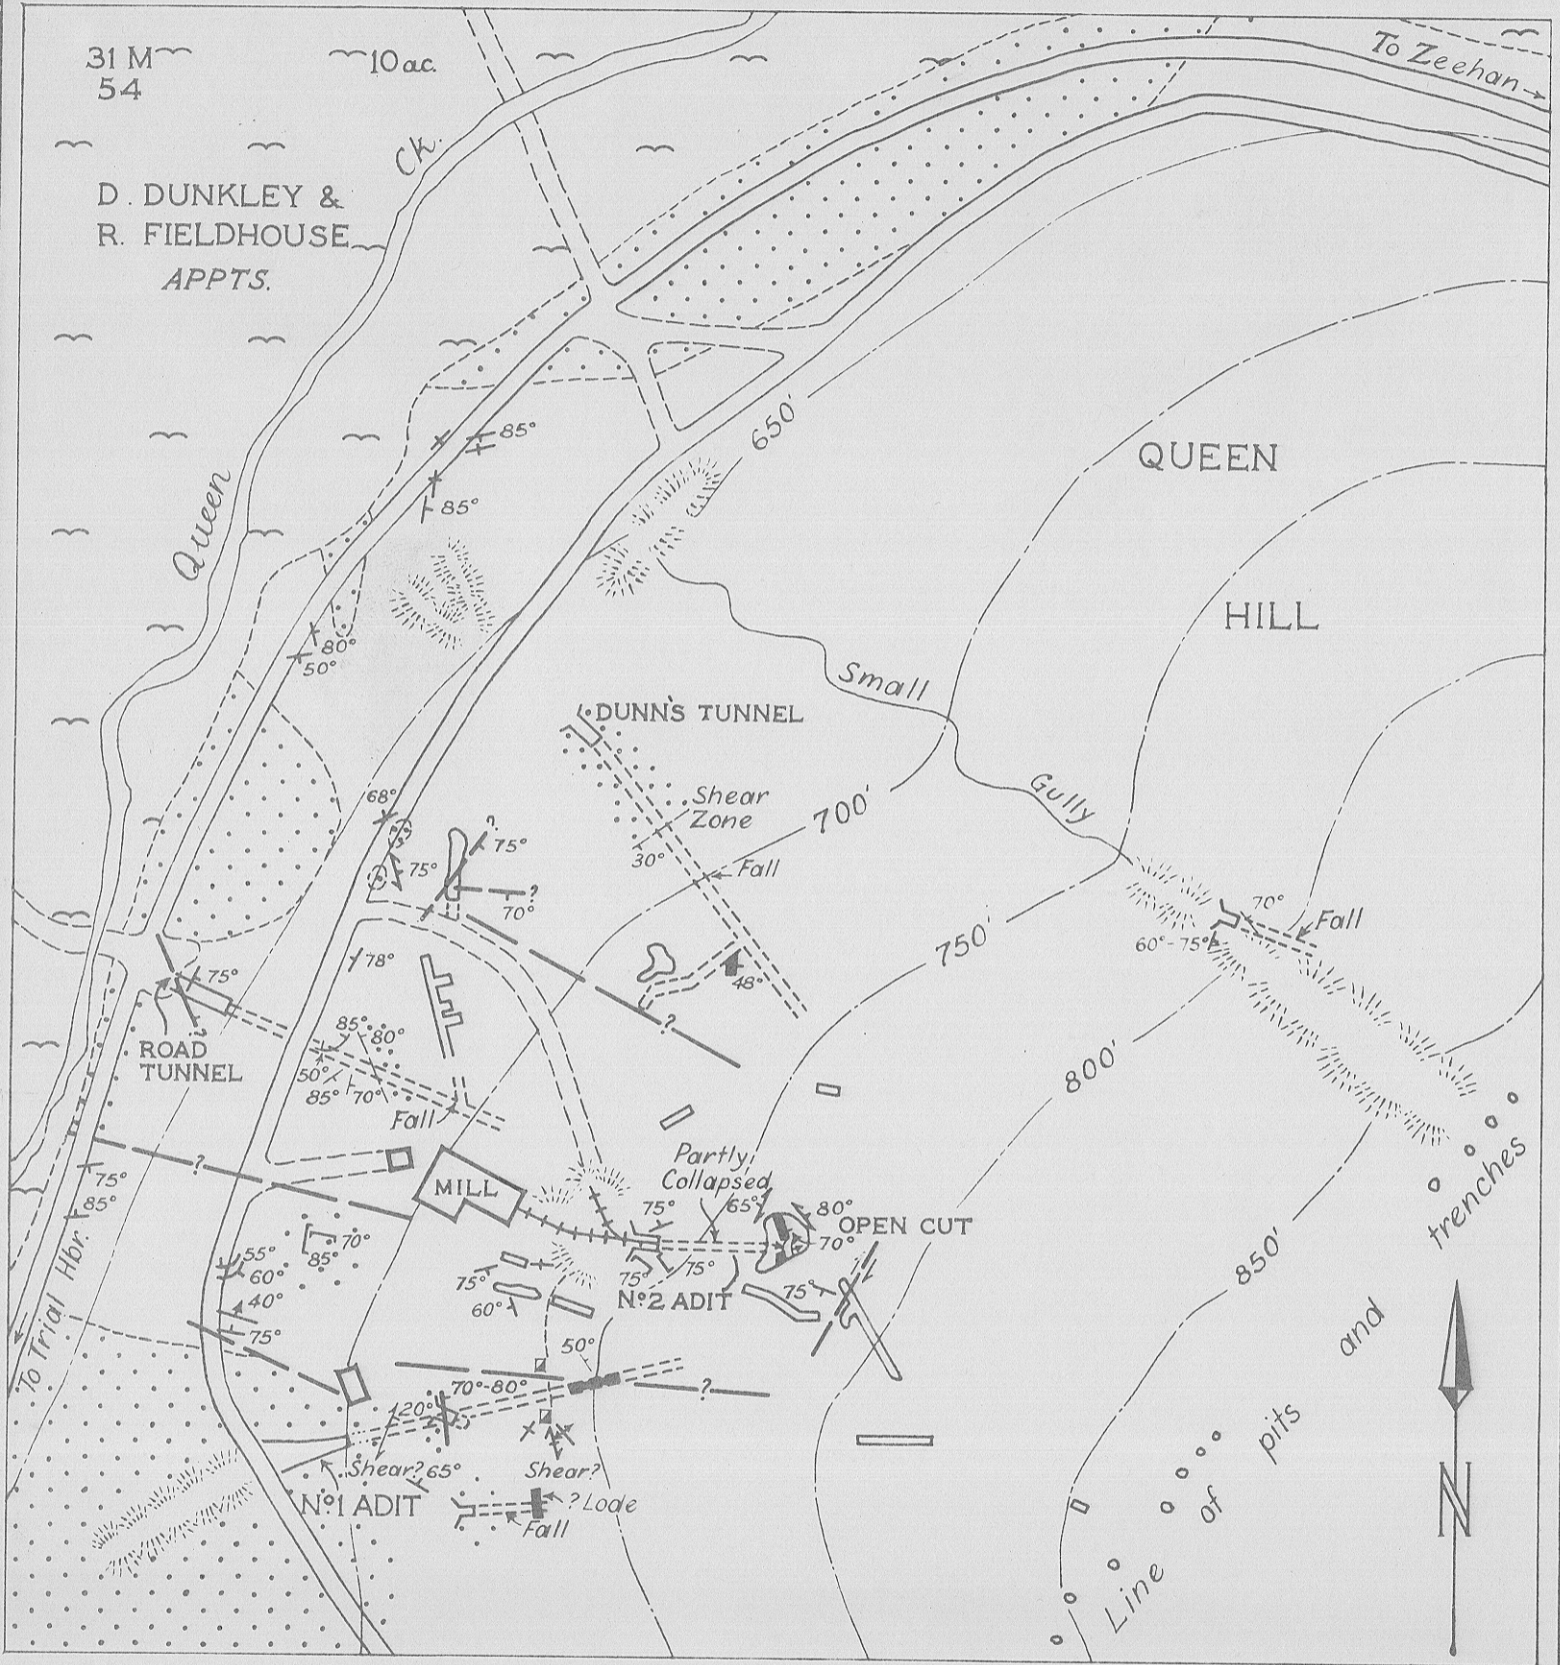 31 M
54
10 ac.
To Zeehan
Ck.
D. DUNKLEY &
R. FIELDHOUSE
APPTS.
650'
85°
QUEEN
Queen
85°
HILL
80°
50°
Small
DUNN'S TUNNEL
Gully
Shear
Zone
68°
700'
?
75°
30°
75°
Fall
?
70°
70°
Fall
750'
60°-75°
78°
75°
48°
?
?
85°
80°
ROAD
TUNNEL
800'
50°
85°
70°
Fall
trenches
Partly
Collapsed
?
75°
MILL
85°
75°
65°
80°
OPEN CUT
70°
70°
85°
850'
55°
60°
75°
75°
75°
75°
40°
60°
Nº2 ADIT
75°
To Trial Hbr.
and
50°
70°-80°
?
20°
pits
Shear?
65°
Shear?
Nº1 ADIT
? Lode
of
Fall
N
Line